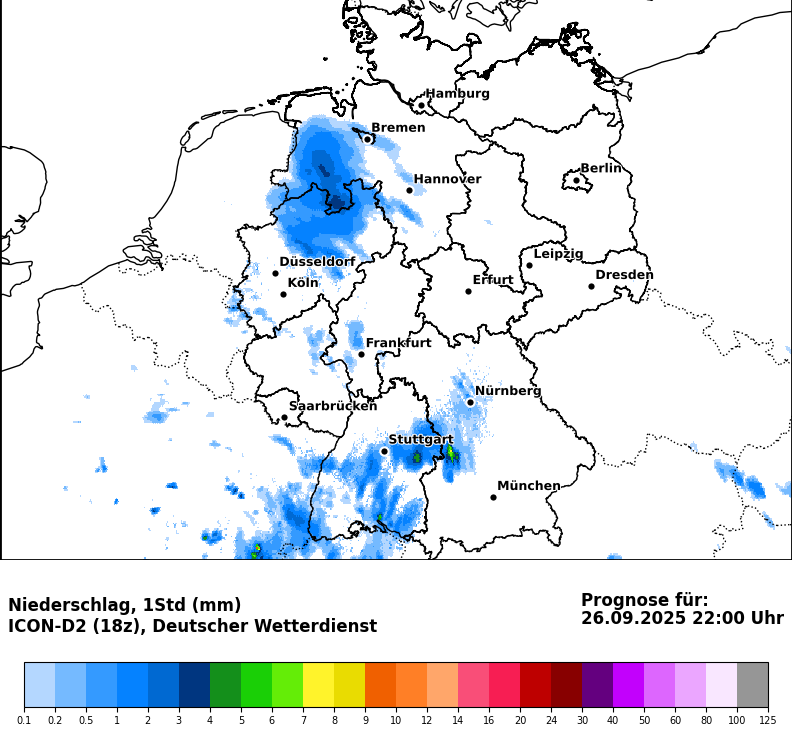 Hamburg
Bremen
Hannover
Berlin
Leipzig
Düsseldorf
Dresden
Köln
Erfurt
Frankfurt
Nürnberg
Saarbrücken
Stuttgart
München
Niederschlag, 1Std (mm)
ICON-D2 (18z), Deutscher Wetterdienst
Prognose für:
26.09.2025 22:00 Uhr
0.1 0.2 0.5 1 2 3 4 5 6 7 8 9 10 12 14 16 20 24 30 40 50 60 80 100 125